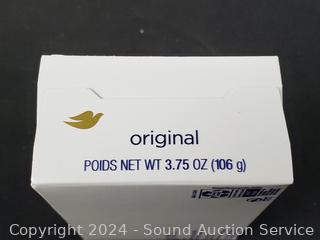 original
POIDS NET WT 3.75 OZ (106 g)
Copyright 2024 - Sound Auction Service